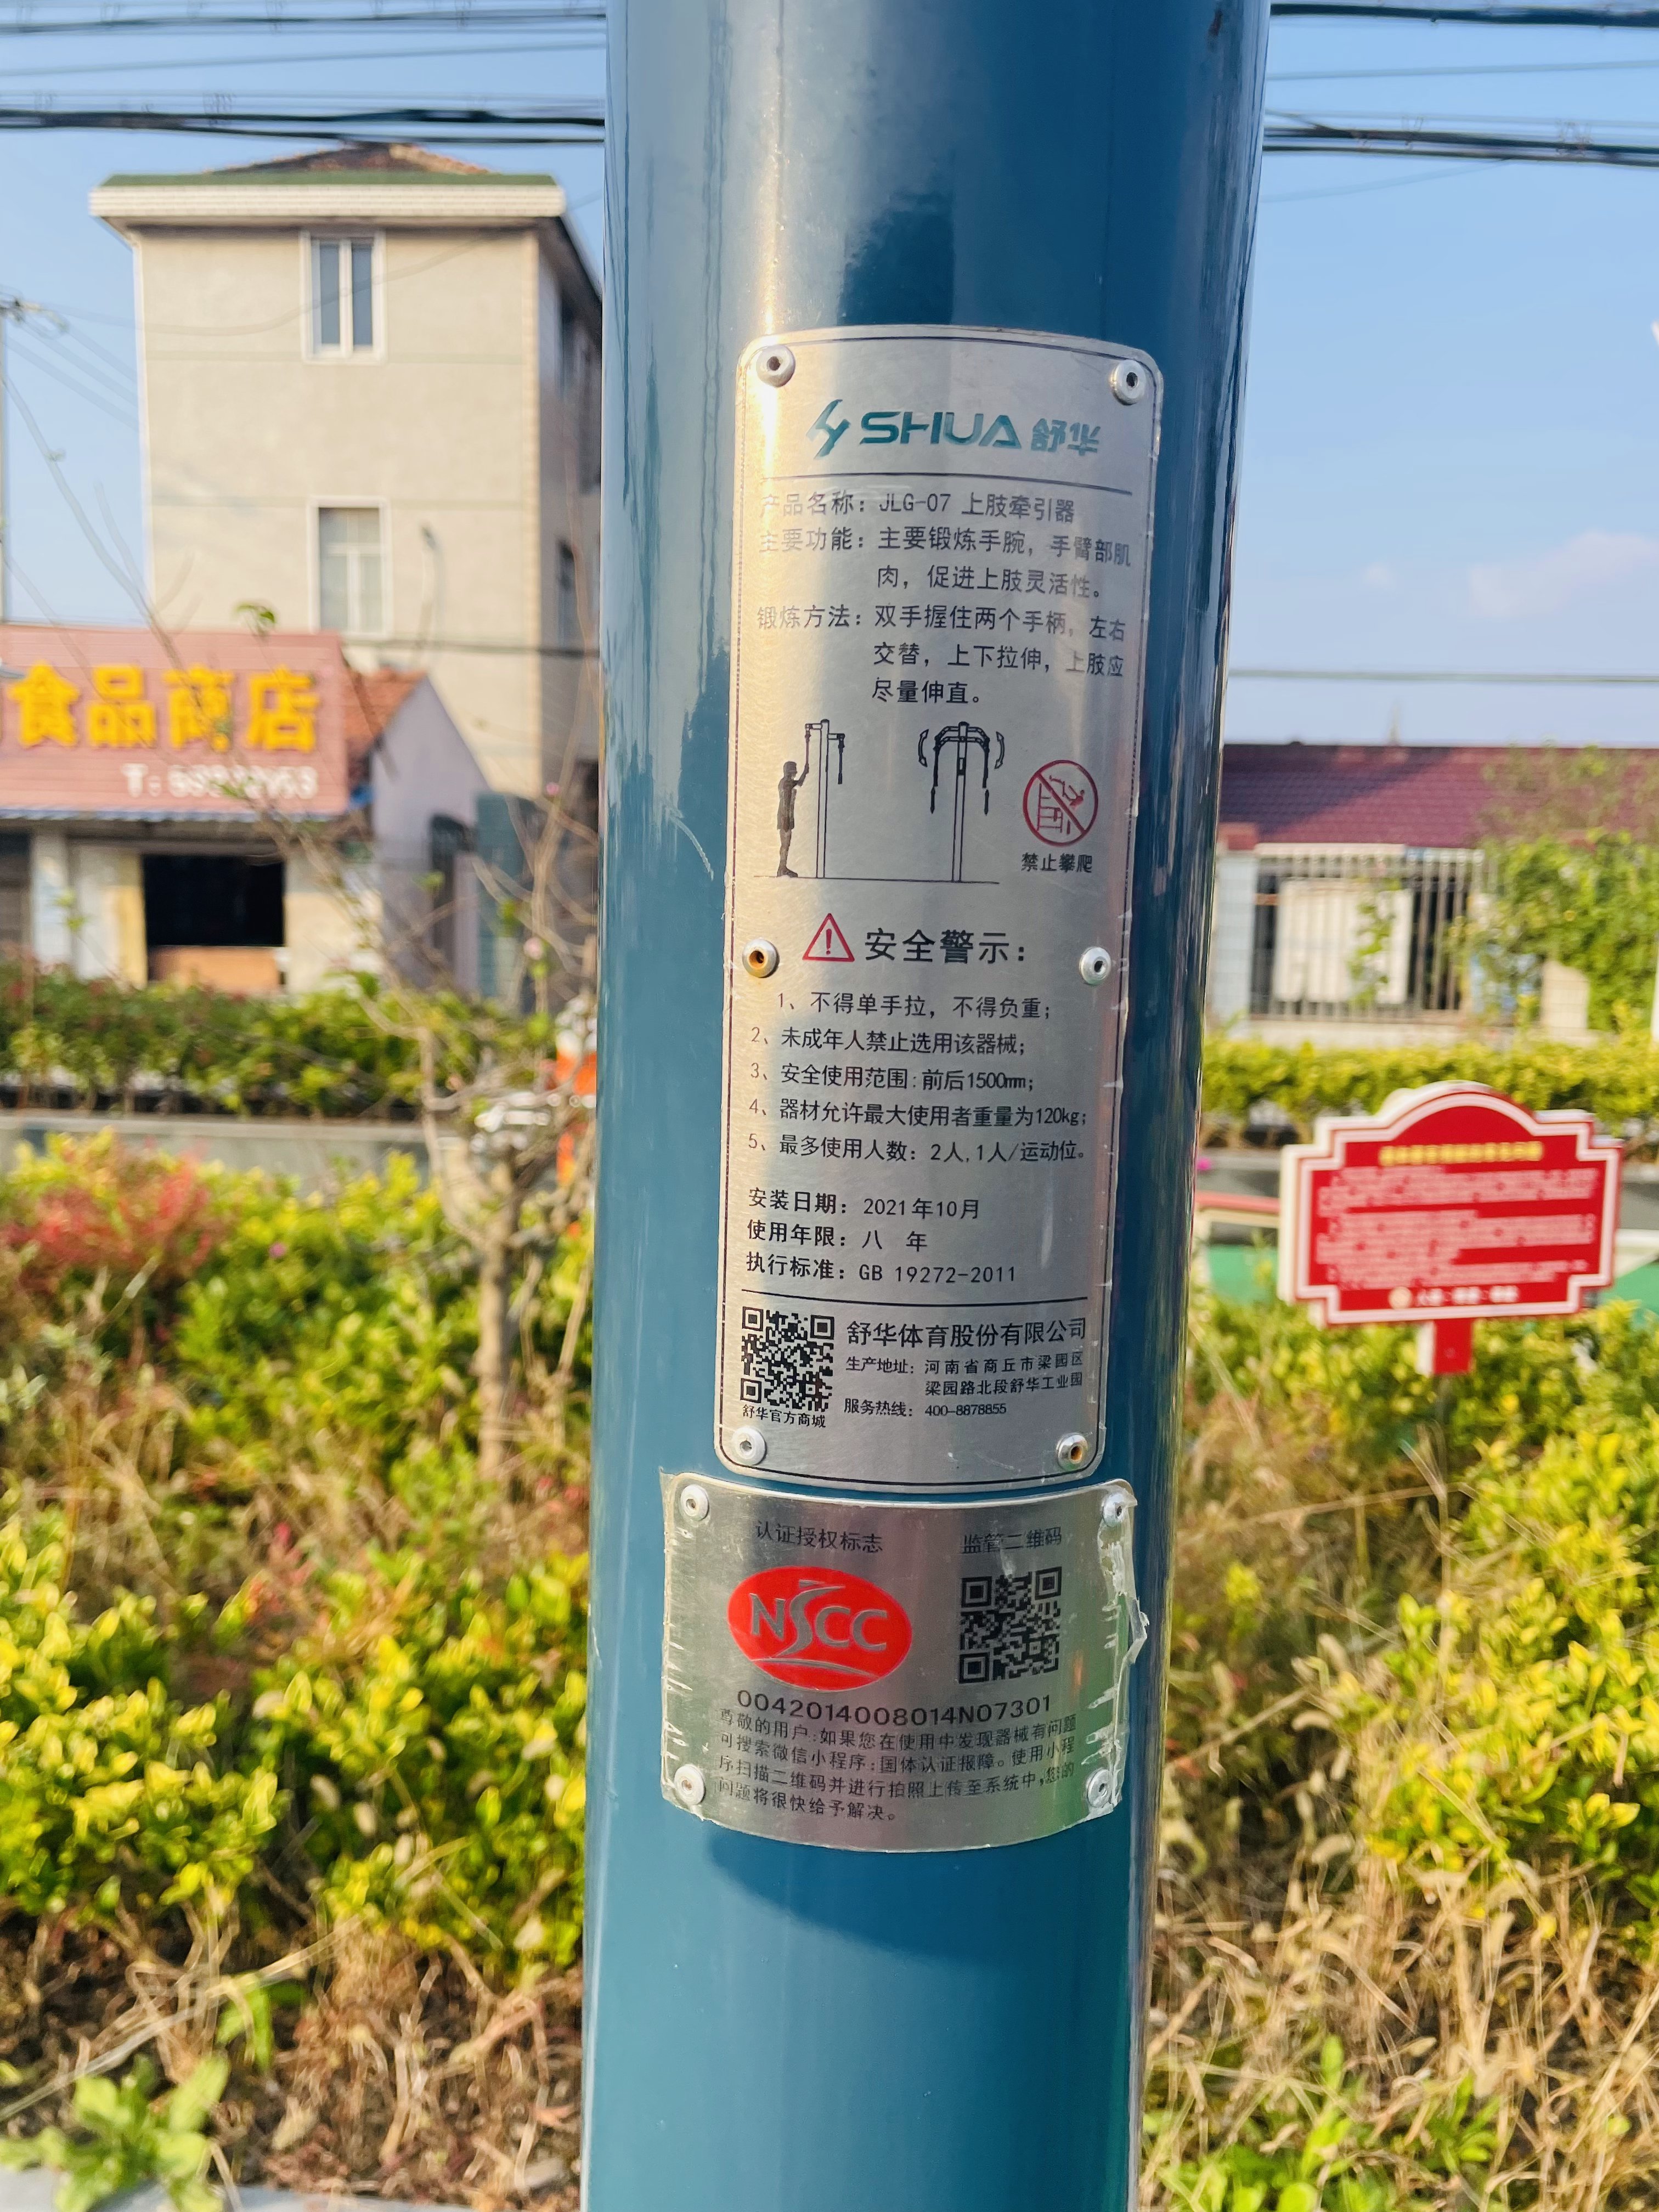 SHUA 舒华
产品名称：JLG-07 上肢牵引器
主要功能：主要锻炼手腕，手臂部肌
肉，促进上肢灵活性。
锻炼方法：双手握住两个手柄，左右
交替，上下拉伸，上肢应
尽量伸直。
禁止攀爬
安全警示：
1、不得单手拉，不得负重；
2、未成年人禁止选用该器械；
3、安全使用范围：前后1500mm；
4、器材允许最大使用者重量为120kg；
5、最多使用人数：2人，1人/运动位。
安装日期：2021年10月
使用年限：八 年
执行标准：GB 19272-2011
舒华体育股份有限公司
生产地址：河南省商丘市梁园区
梁园路北段舒华工业园
服务热线：400-8878855
舒华官方商城
认证授权标志 监管二维码
NSCC
0042014008014N07301
尊敬的用户：如果您在使用中发现器械有问题
可搜索微信小程序：国体认证报障。使用小程
序扫描二维码并进行拍照上传至系统中，您的
问题将很快给予解决。
食品商店